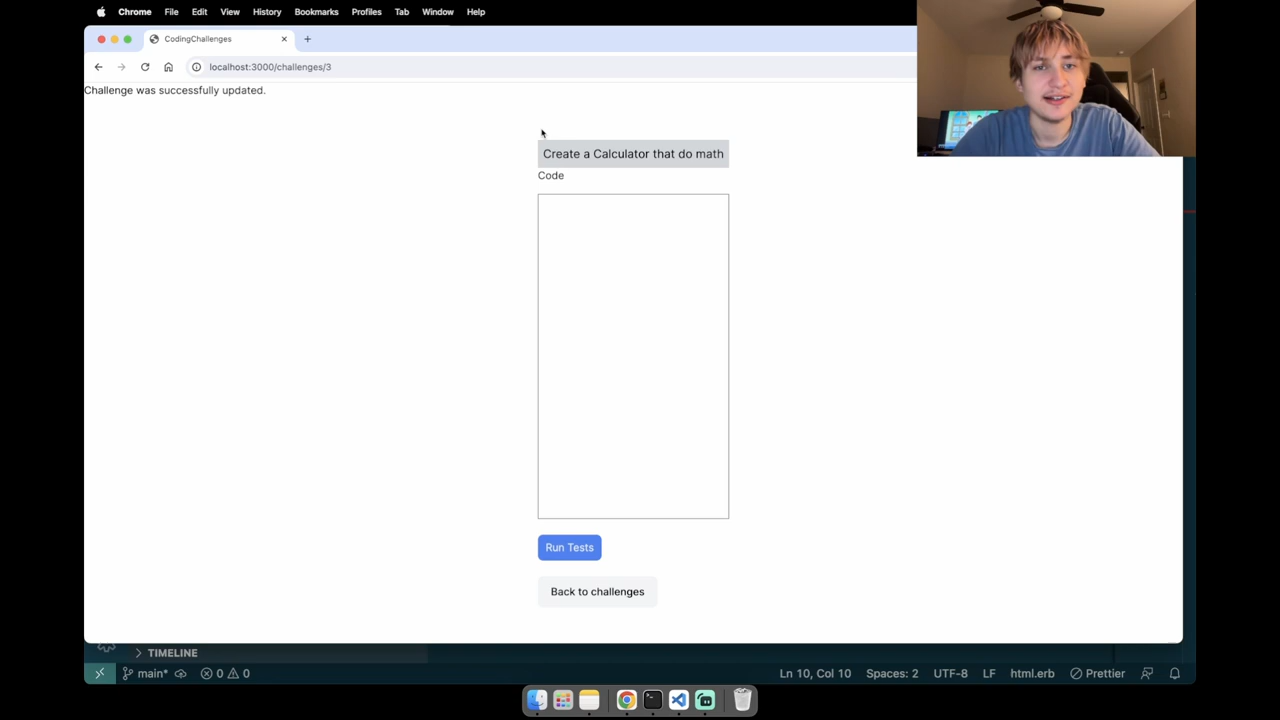 Chrome File Edit View History Bookmarks Profiles Tab Window Help
CodingChallenges
localhost:3000/challenges/3
Challenge was successfully updated.
Create a Calculator that do math
Code
Run Tests
Back to challenges
TIMELINE
main* 0 0 Ln 10, Col 10 Spaces: 2 UTF-8 LF html.erb Prettier